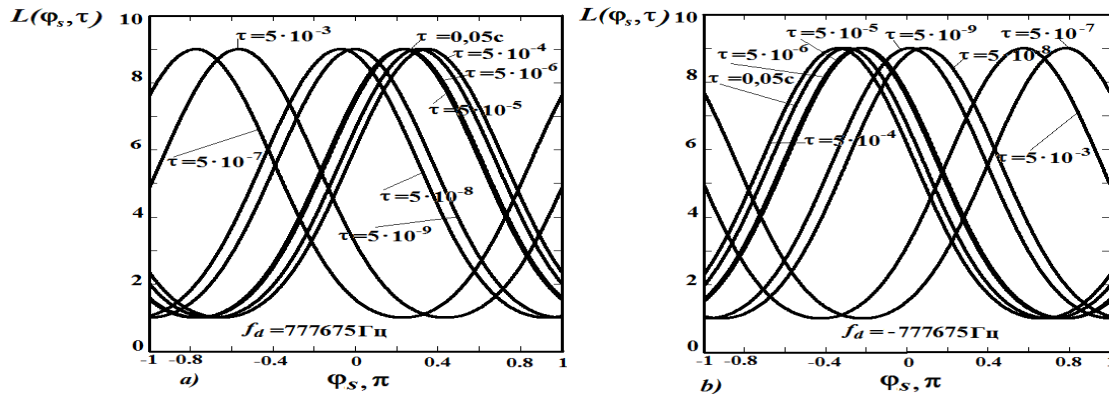 L(φs,τ)
10
8
6
4
2
0
τ=5·10⁻³
τ=0,05c
τ=5·10⁻⁴
τ=5·10⁻⁶
τ=5·10⁻⁵
τ=5·10⁻⁷
τ=5·10⁻⁸
τ=5·10⁻⁹
f_d=777675Гц
-1 -0.8 -0.4 0 0.4 0.8 1
a) φs,π
L(φs,τ)
10
8
6
4
2
0
τ=5·10⁻⁵
τ=5·10⁻⁹
τ=5·10⁻⁷
τ=5·10⁻⁶
τ=5·10⁻⁸
τ=0,05c
τ=5·10⁻⁴
τ=5·10⁻³
f_d=-777675Гц
-1 -0.8 -0.4 0 0.4 0.8 1
b) φs,π